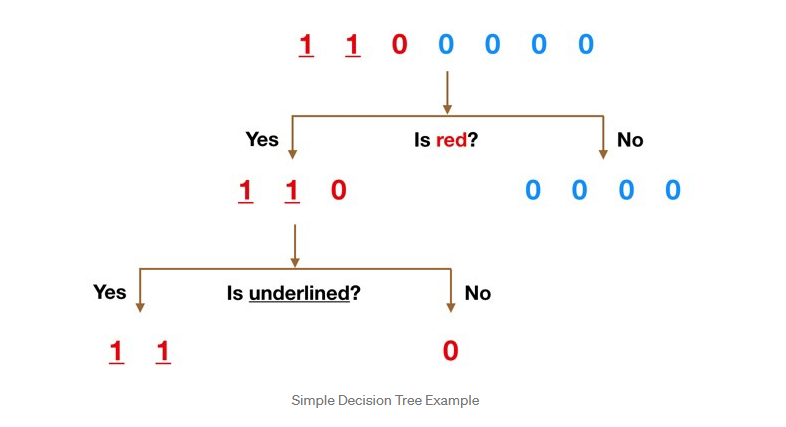 1 1 0 0 0 0 0
Yes Is red? No
1 1 0 0 0 0 0
Yes Is underlined? No
1 1 0
Simple Decision Tree Example